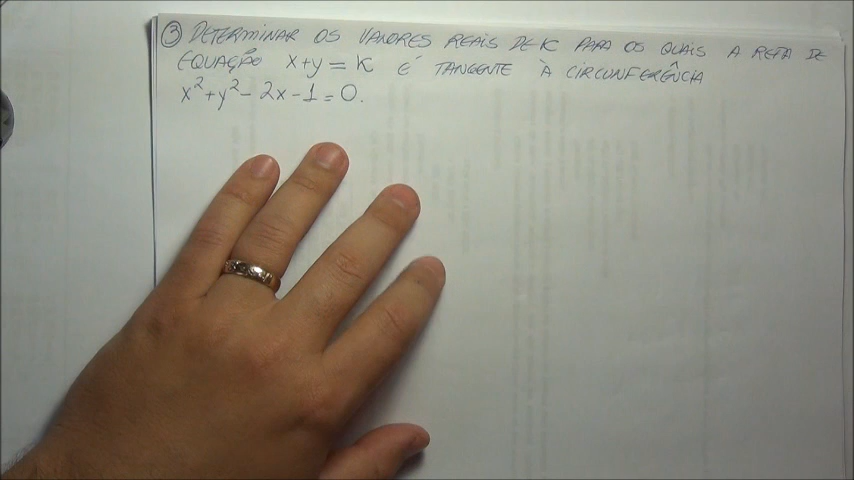 ③ DETERMINAR OS VALORES REAIS DE K PARA OS QUAIS A RETA DE
EQUAÇÃO x+y=K É TANGENTE À CIRCUNFERÊNCIA
x²+y²-2x-1=0.